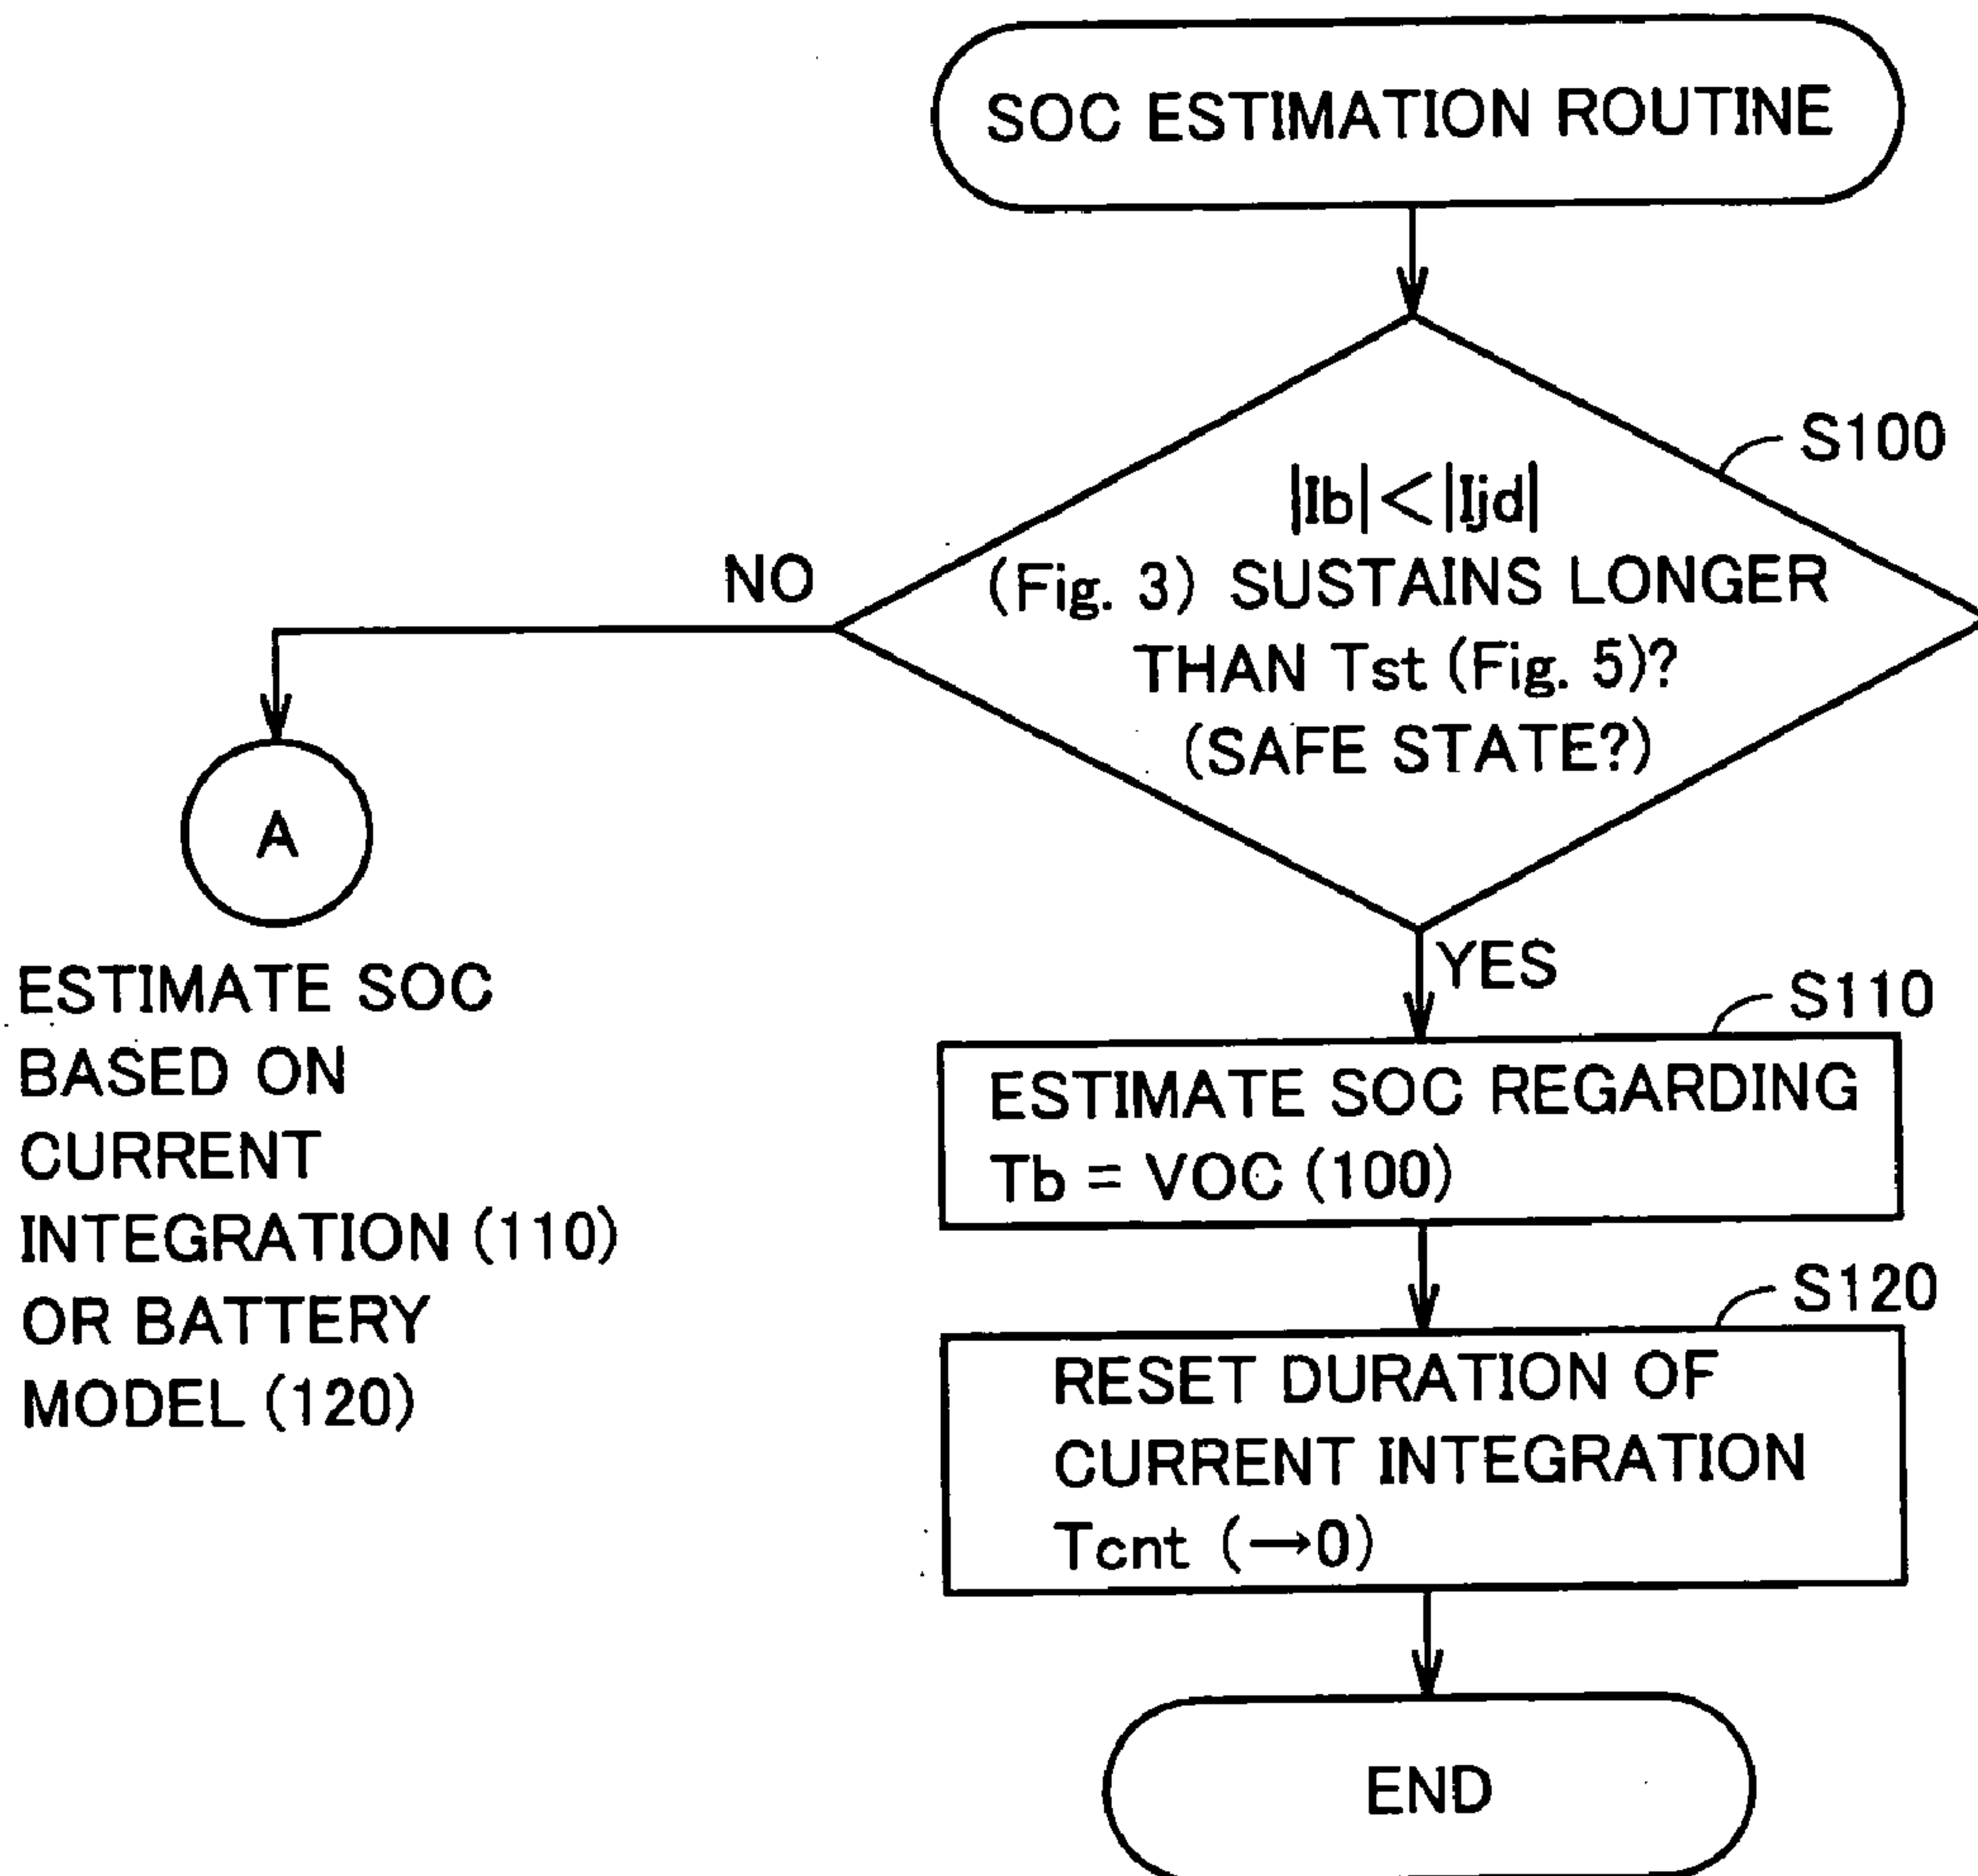 SOC ESTIMATION ROUTINE
S100
|Ib|<|Ijd|
(Fig. 3) SUSTAINS LONGER
THAN Tst (Fig. 5)?
(SAFE STATE?)
NO
A
ESTIMATE SOC
BASED ON
CURRENT
INTEGRATION (110)
OR BATTERY
MODEL (120)
YES
S110
ESTIMATE SOC REGARDING
Tb = VOC (100)
S120
RESET DURATION OF
CURRENT INTEGRATION
Tcnt (→0)
END